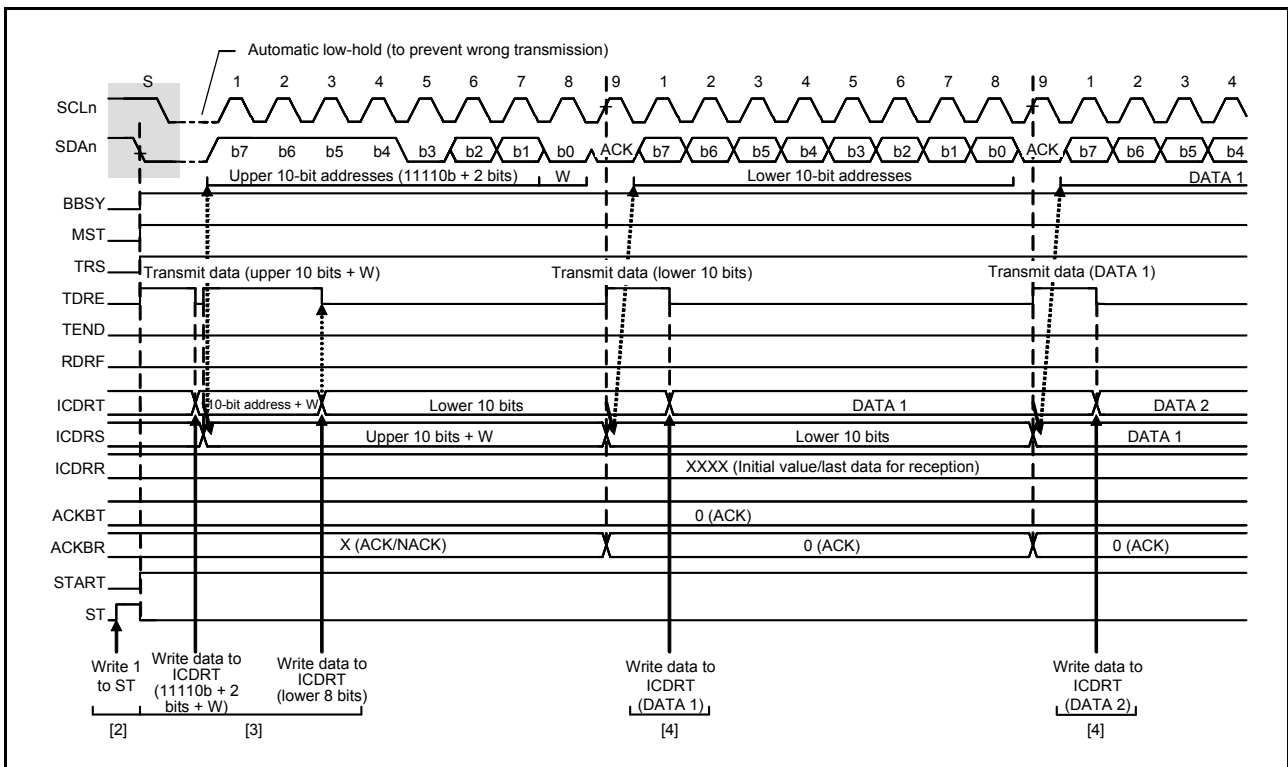 Automatic low-hold (to prevent wrong transmission)
S 1 2 3 4 5 6 7 8 9 1 2 3 4 5 6 7 8 9 1 2 3 4
SCLn
SDAn b7 b6 b5 b4 b3 b2 b1 b0 ACK b7 b6 b5 b4 b3 b2 b1 b0 ACK b7 b6 b5 b4
Upper 10-bit addresses (11110b + 2 bits) W Lower 10-bit addresses DATA 1
BBSY
MST
TRS
Transmit data (upper 10 bits + W) Transmit data (lower 10 bits) Transmit data (DATA 1)
TDRE
TEND
RDRF
ICDRT 10-bit address + W Lower 10 bits DATA 1 DATA 2
ICDRS Upper 10 bits + W Lower 10 bits DATA 1
ICDRR XXXX (Initial value/last data for reception)
ACKBT 0 (ACK)
ACKBR X (ACK/NACK) 0 (ACK) 0 (ACK)
START
ST
Write 1
to ST
Write data to
ICDRT
(11110b + 2
bits + W)
Write data to
ICDRT
(lower 8 bits)
Write data to
ICDRT
(DATA 1)
Write data to
ICDRT
(DATA 2)
[2] [3] [4] [4]